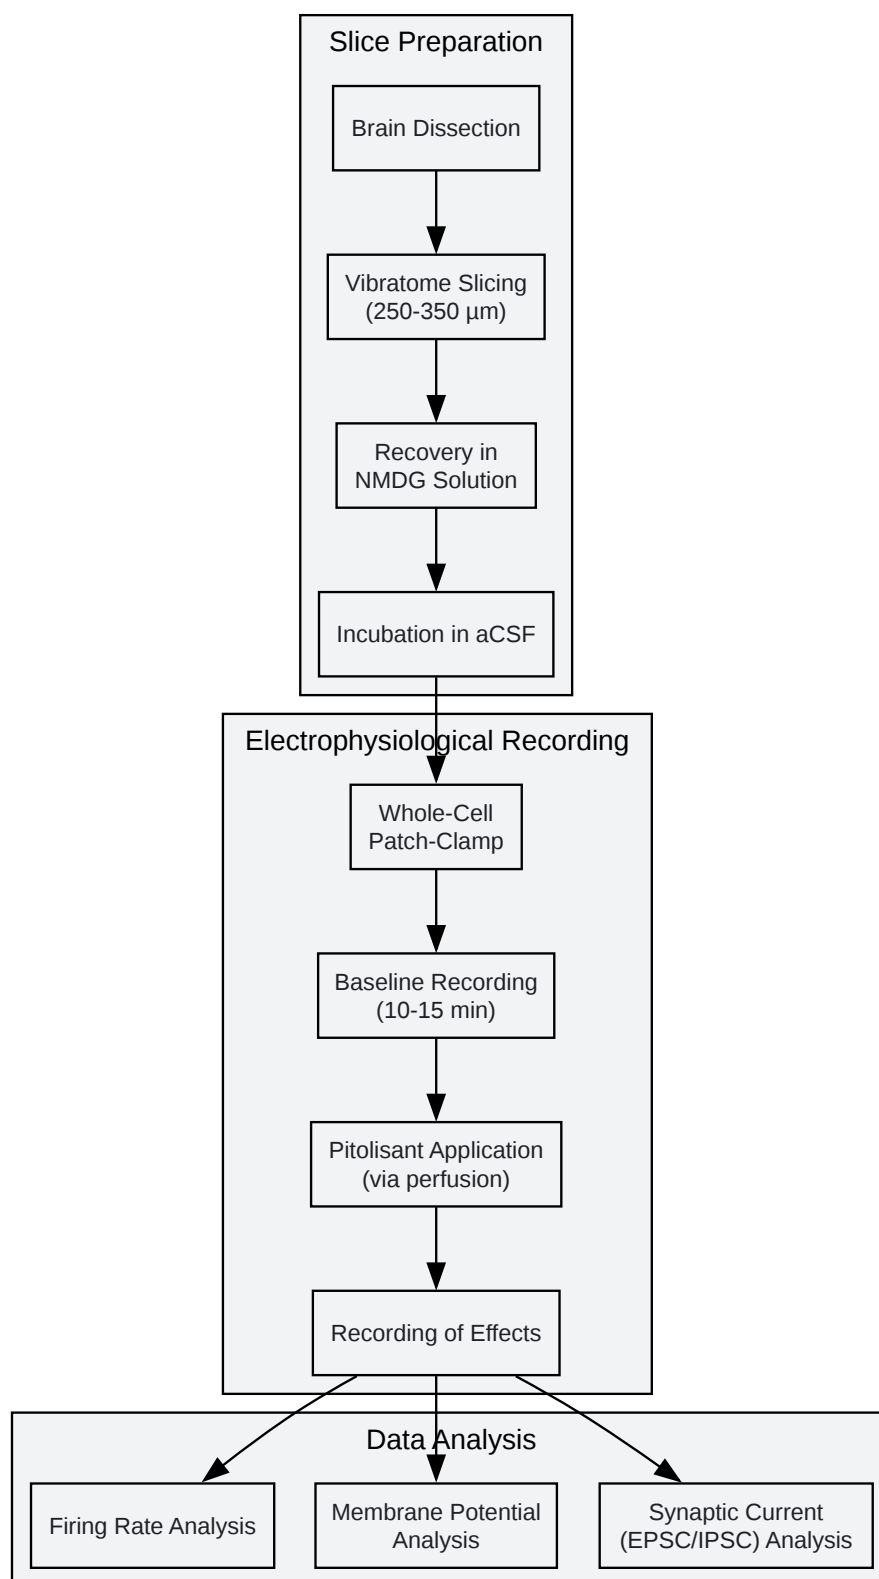 Slice Preparation
Brain Dissection
Vibratome Slicing
(250-350 µm)
Recovery in
NMDG Solution
Incubation in aCSF
Electrophysiological Recording
Whole-Cell
Patch-Clamp
Baseline Recording
(10-15 min)
Pitolisant Application
(via perfusion)
Recording of Effects
Data Analysis
Firing Rate Analysis
Membrane Potential
Analysis
Synaptic Current
(EPSC/IPSC) Analysis